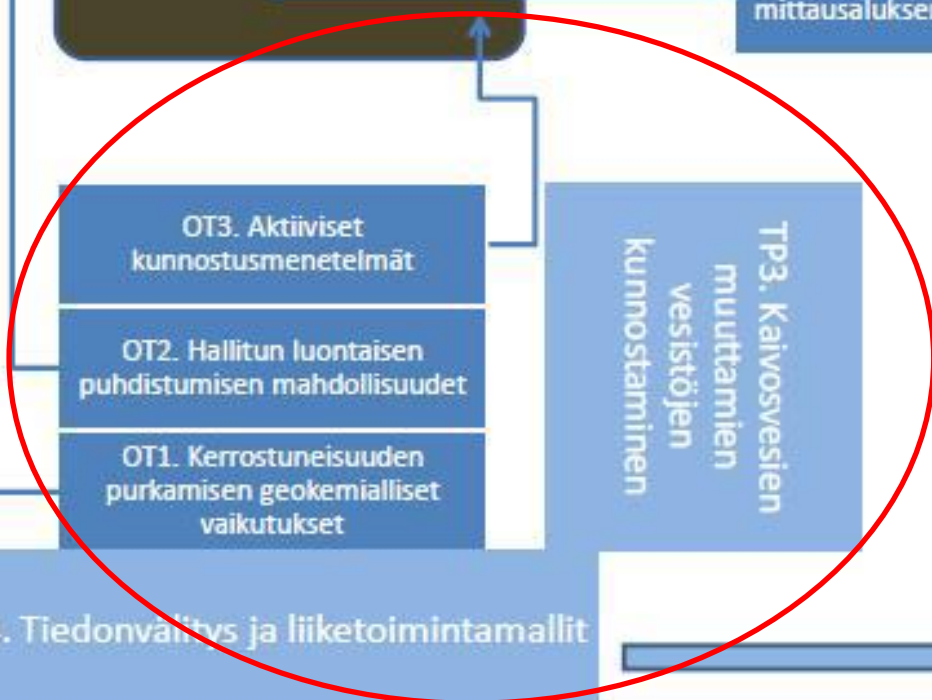 mittausaluksen
OT3. Aktiiviset
kunnostusmenetelmät
OT2. Hallitun luontaisen
puhdistumisen mahdollisuudet
OT1. Kerrostuneisuuden
purkamisen geokemialliset
vaikutukset
TP3. Kaivosvesien
muuttamien
vesistöjen
kunnostaminen
. Tiedonvälitys ja liiketoimintamallit